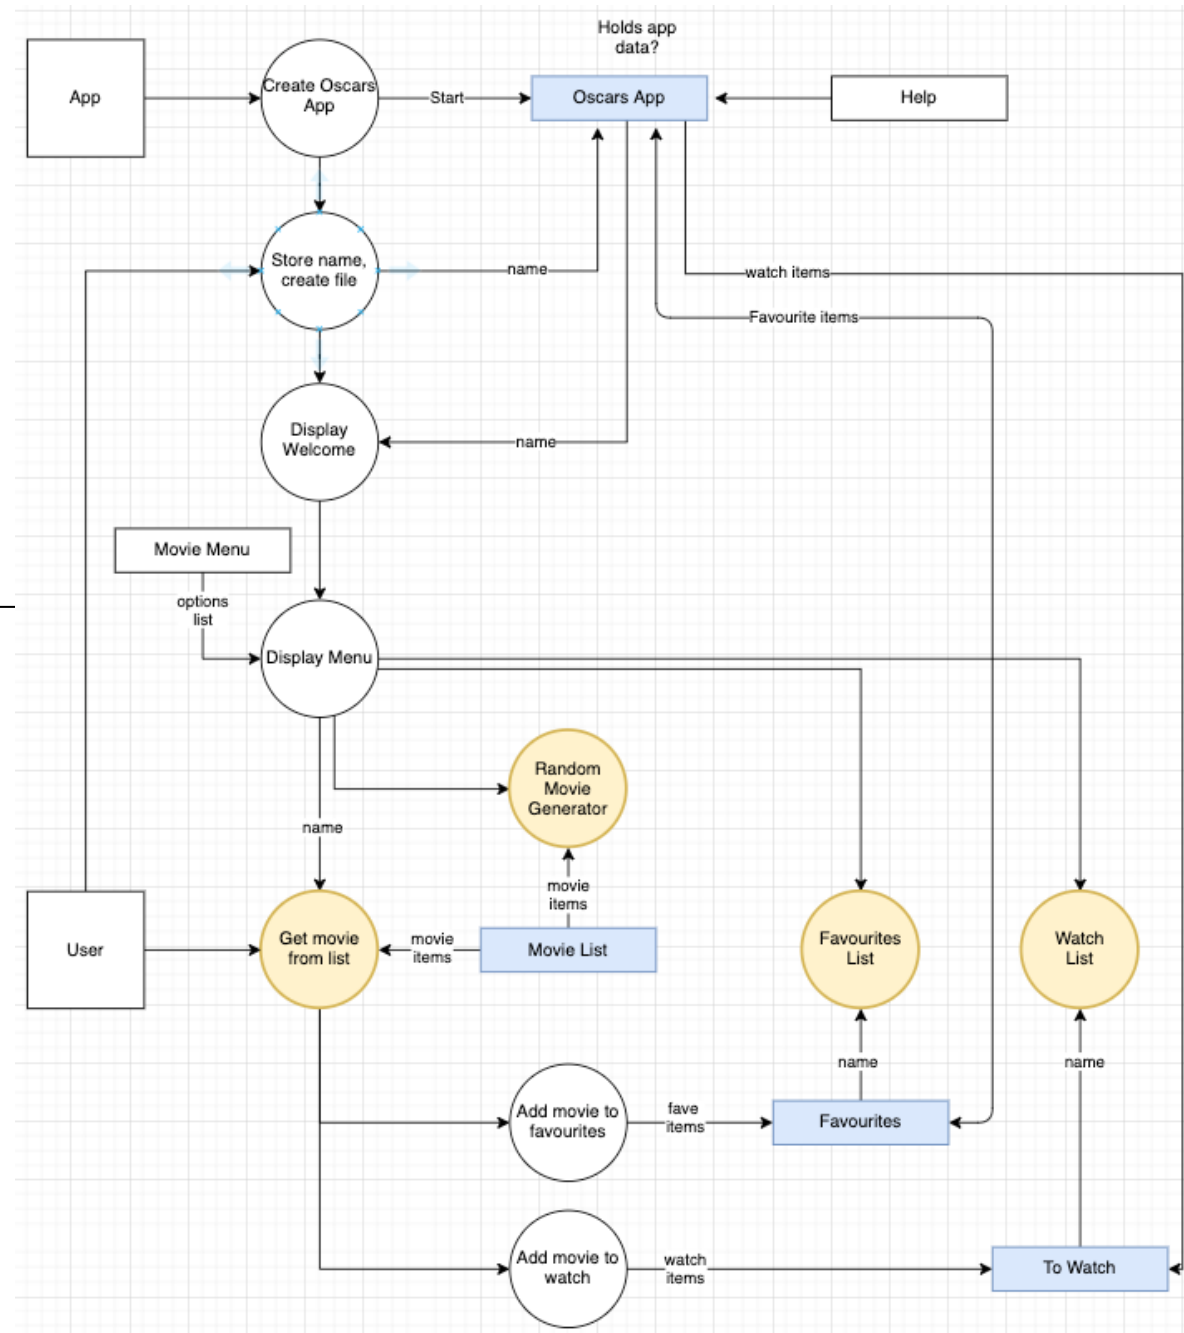 Holds app
data?
App
Create Oscars
App
Start
Oscars App
Help
Store name,
create file
name
watch items
Favourite items
Display
Welcome
name
Movie Menu
options
list
Display Menu
Random
Movie
Generator
name
movie
items
User
Get movie
from list
movie
items
Movie List
Favourites
List
Watch
List
name
name
Add movie to
favourites
fave
items
Favourites
Add movie to
watch
watch
items
To Watch